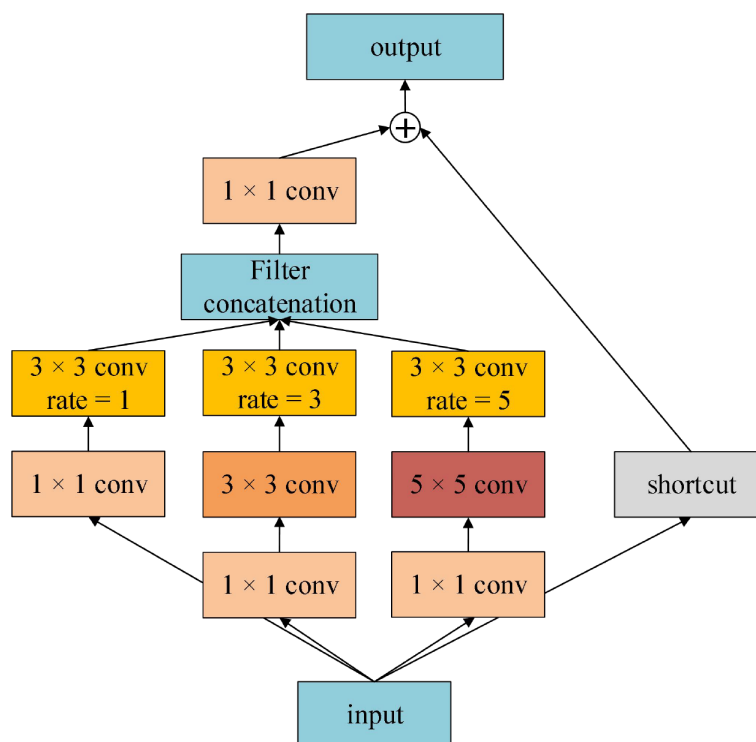 output
+
1 × 1 conv
Filter
concatenation
3 × 3 conv
rate = 1
3 × 3 conv
rate = 3
3 × 3 conv
rate = 5
1 × 1 conv
3 × 3 conv
5 × 5 conv
shortcut
1 × 1 conv
1 × 1 conv
input